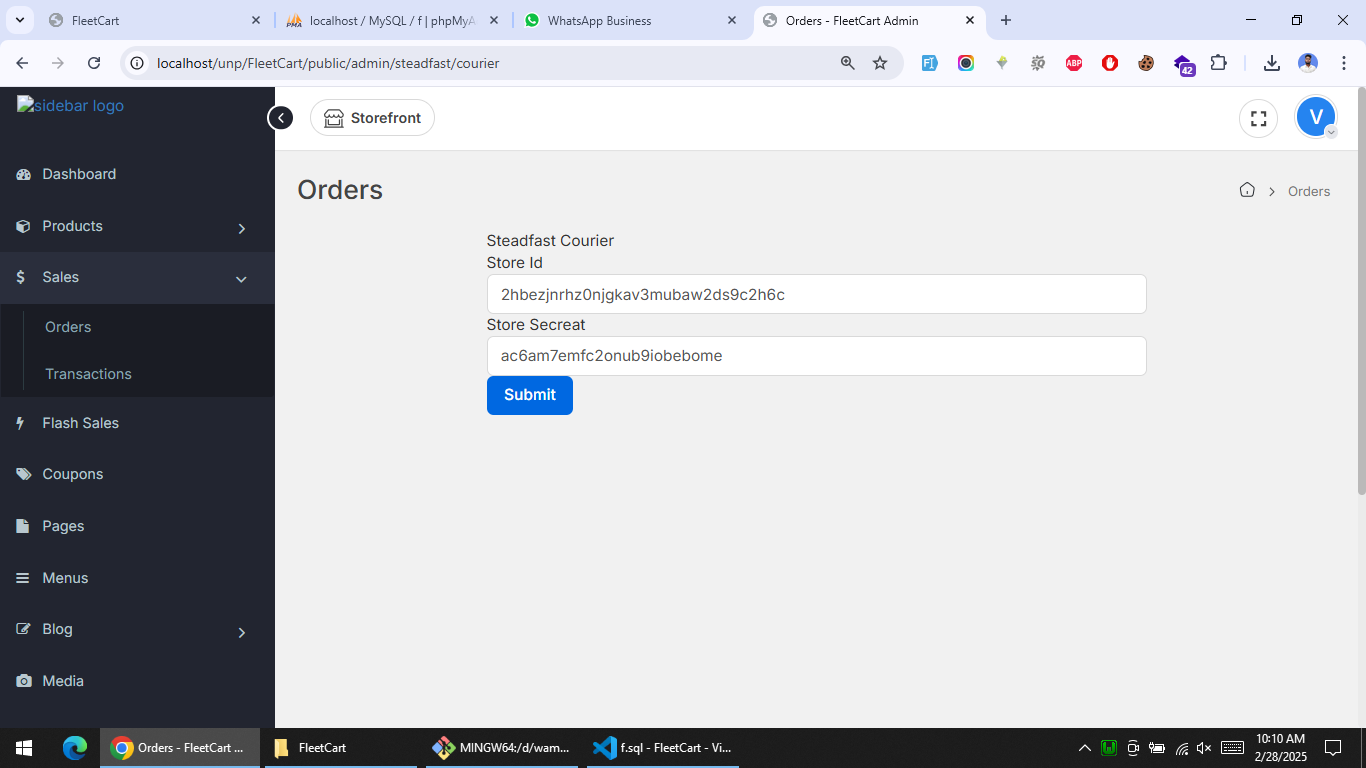 FleetCart
localhost / MySQL / f | phpMyA
WhatsApp Business
Orders - FleetCart Admin
localhost/unp/FleetCart/public/admin/steadfast/courier
ABP
42
sidebar logo
Storefront
V
Dashboard
Products
Sales
Orders
Transactions
Flash Sales
Coupons
Pages
Menus
Blog
Media
Orders
Orders
Steadfast Courier
Store Id
2hbezjnrhz0njgkav3mubaw2ds9c2h6c
Store Secreat
ac6am7emfc2onub9iobebome
Submit
Orders - FleetCart ...
FleetCart
MINGW64:/d/wam...
f.sql - FleetCart - Vi...
10:10 AM
2/28/2025